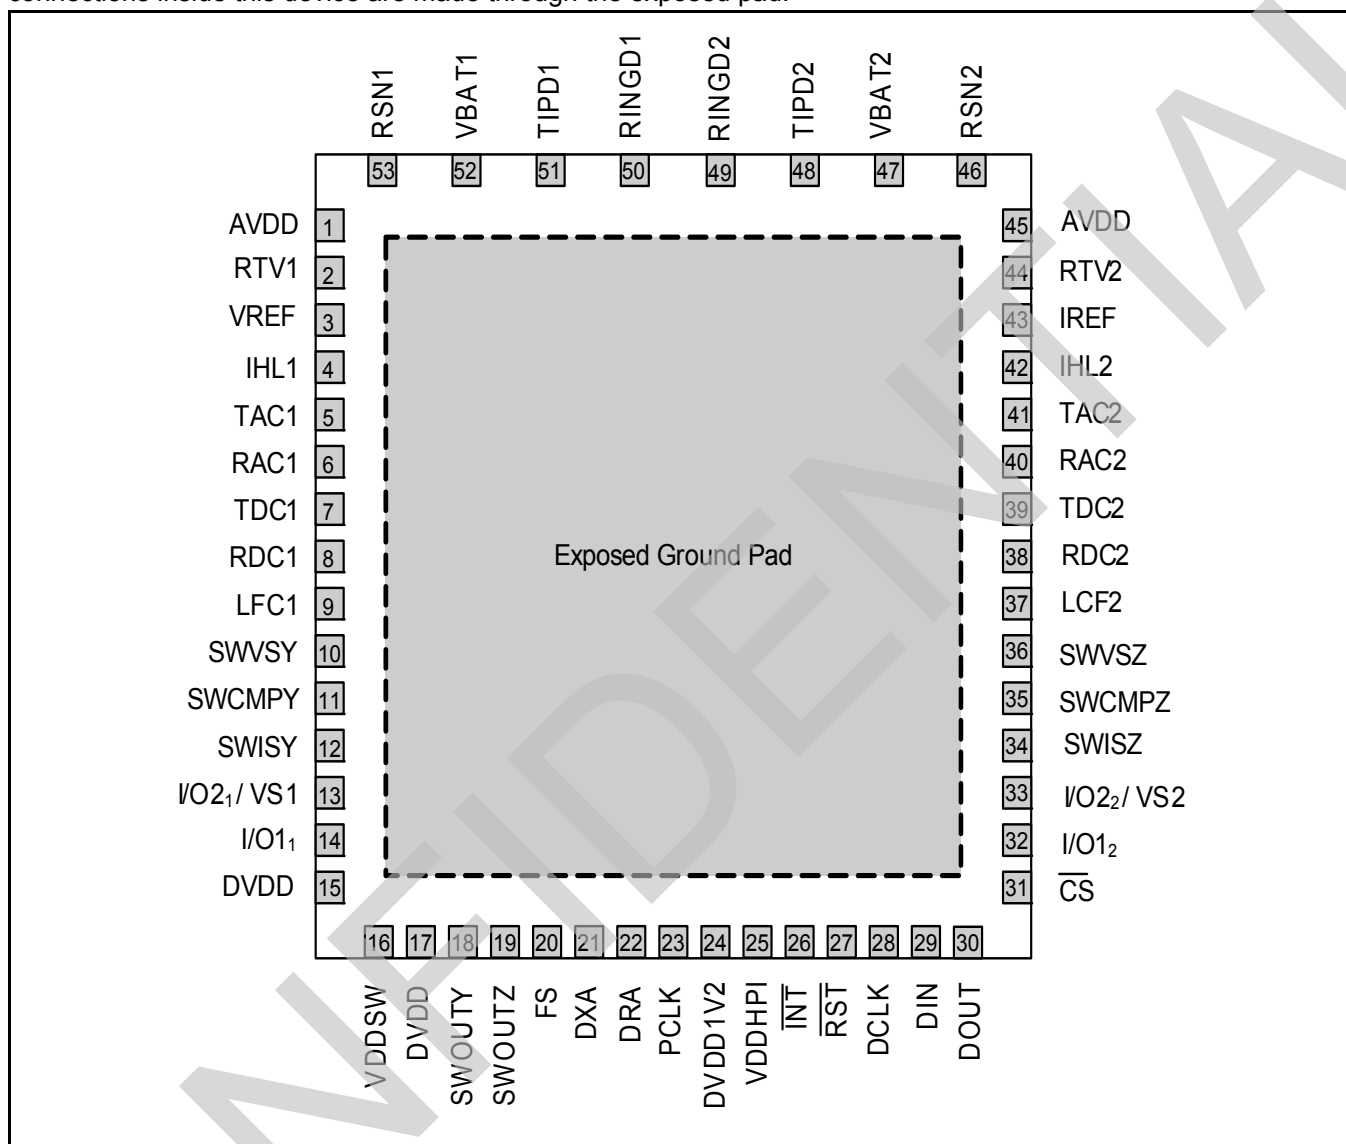 connections inside this device are made through the exposed pad.
RSN1
VBAT1
TIPD1
RINGD1
RINGD2
TIPD2
VBAT2
RSN2
53
52
51
50
49
48
47
46
AVDD 1
RTV1 2
VREF 3
IHL1 4
TAC1 5
RAC1 6
TDC1 7
RDC1 8
LFC1 9
SWVSY 10
SWCMPY 11
SWISY 12
I/O2₁/ VS1 13
I/O1₁ 14
DVDD 15
45 AVDD
44 RTV2
43 IREF
42 IHL2
41 TAC2
40 RAC2
39 TDC2
38 RDC2
37 LCF2
36 SWVSZ
35 SWCMPZ
34 SWISZ
33 I/O2₂/ VS2
32 I/O1₂
31 C̅S̅
Exposed Ground Pad
16
17
18
19
20
21
22
23
24
25
26
27
28
29
30
VDDSW
DVDD
SWOUTY
SWOUTZ
FS
DXA
DRA
PCLK
DVDD1V2
VDDHPI
I̅N̅T̅
R̅S̅T̅
DCLK
DIN
DOUT
NFIDENTIAL